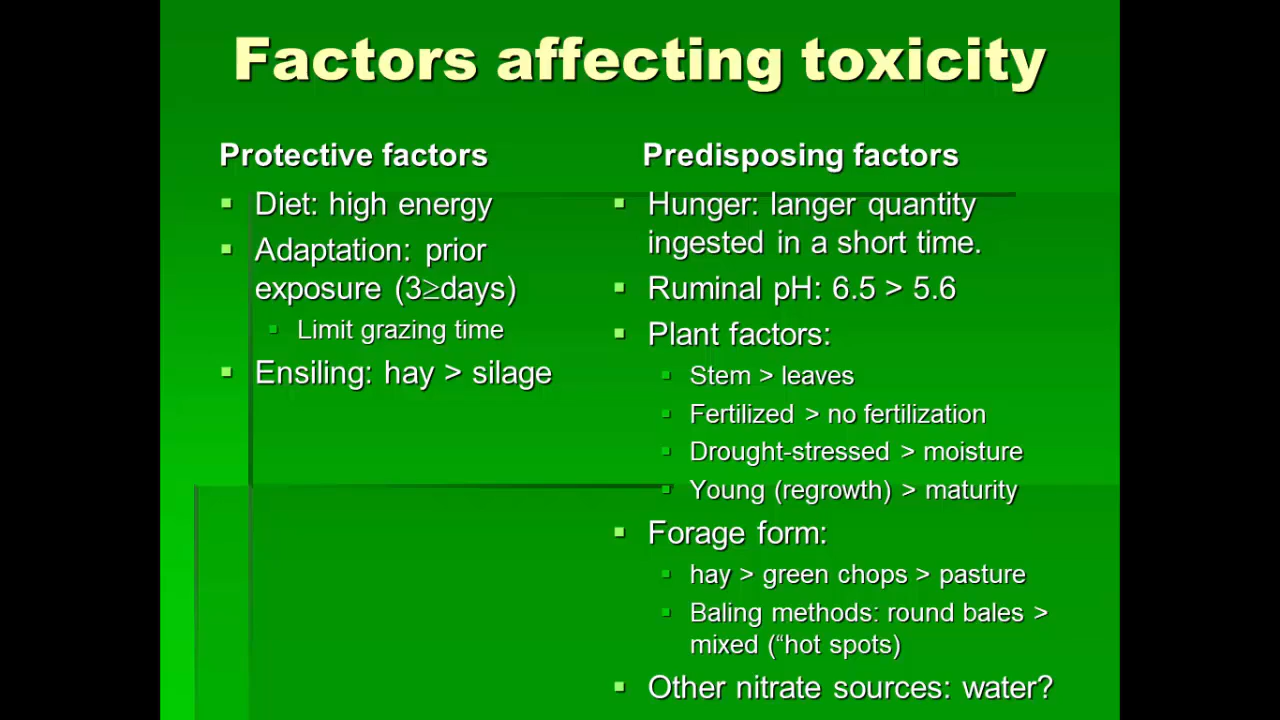 Factors affecting toxicity
Protective factors
Diet: high energy
Adaptation: prior
exposure (3≥days)
Limit grazing time
Ensiling: hay > silage
Predisposing factors
Hunger: langer quantity
ingested in a short time.
Ruminal pH: 6.5 > 5.6
Plant factors:
Stem > leaves
Fertilized > no fertilization
Drought-stressed > moisture
Young (regrowth) > maturity
Forage form:
hay > green chops > pasture
Baling methods: round bales >
mixed (“hot spots)
Other nitrate sources: water?